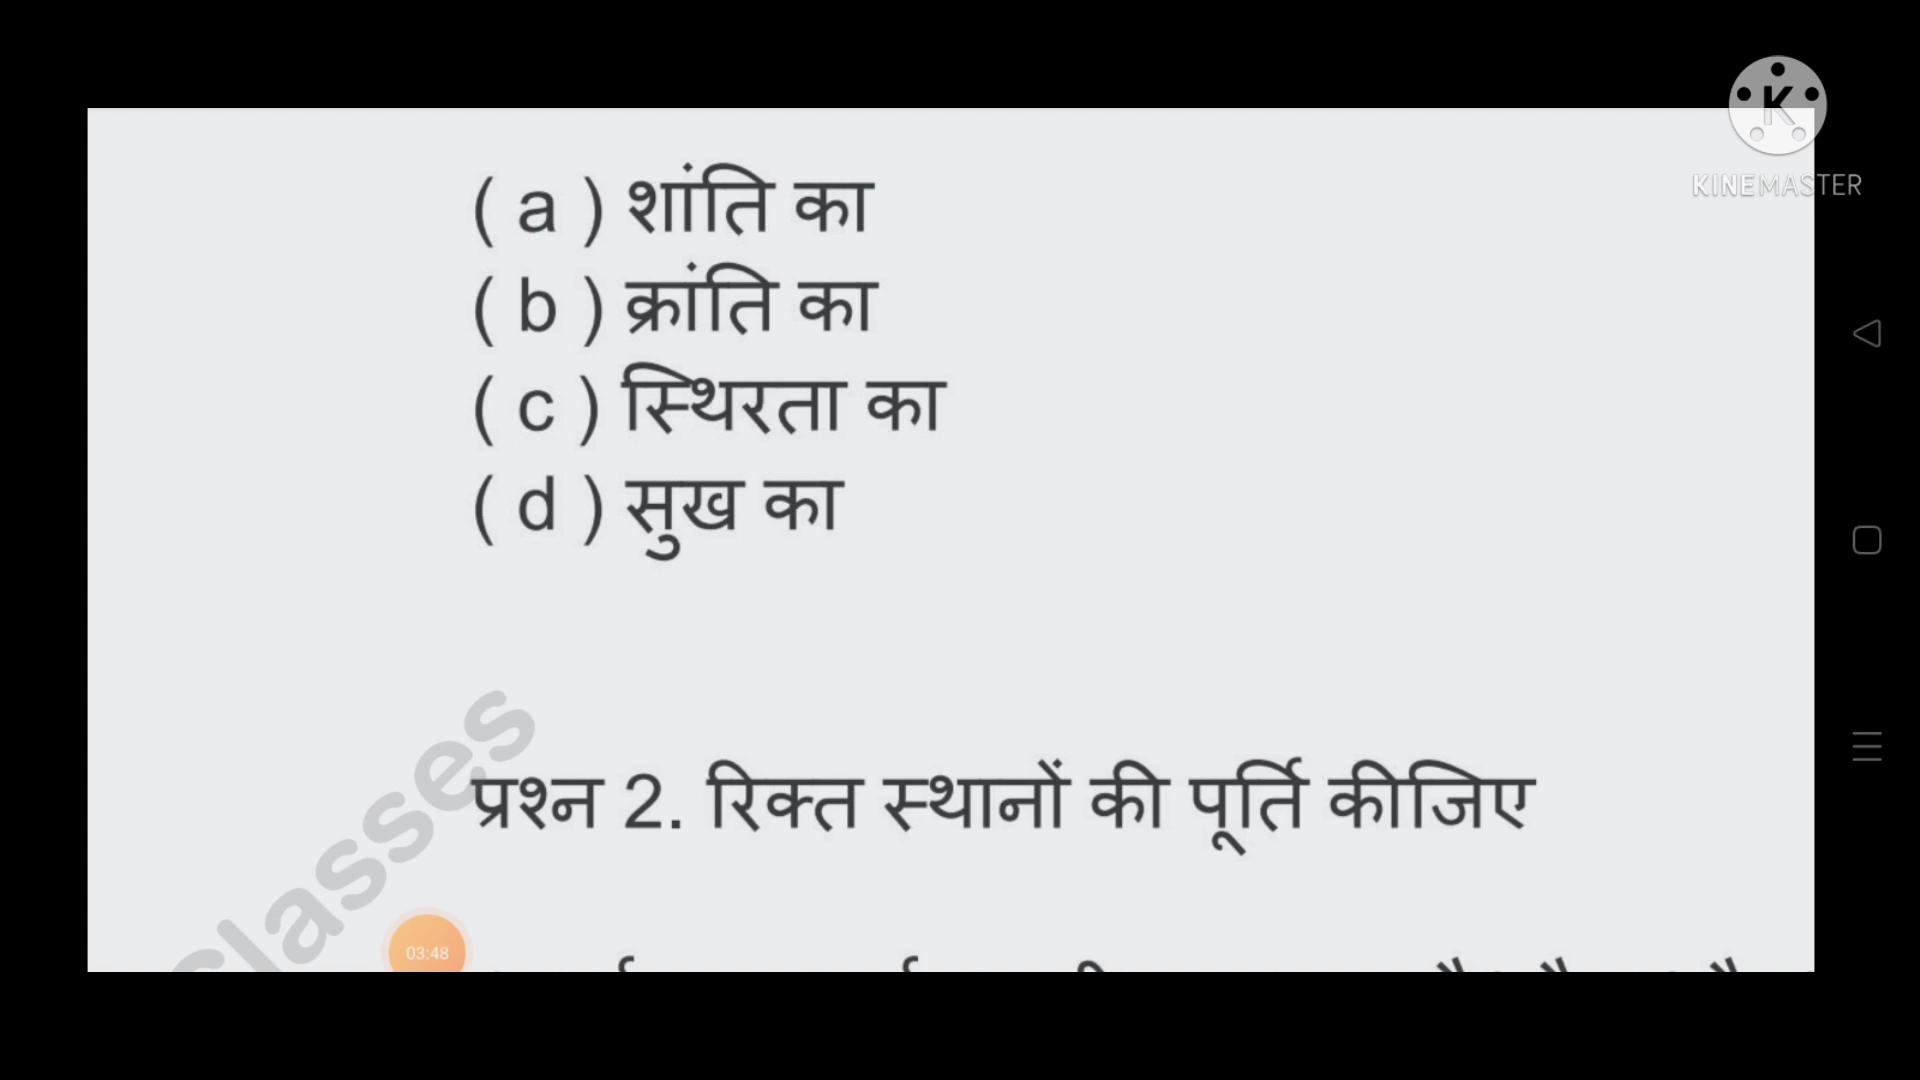 ( a ) शांति का
( b ) क्रांति का
( c ) स्थिरता का
( d ) सुख का
प्रश्न 2. रिक्त स्थानों की पूर्ति कीजिए
Classes
03:48
K
KINEMASTER